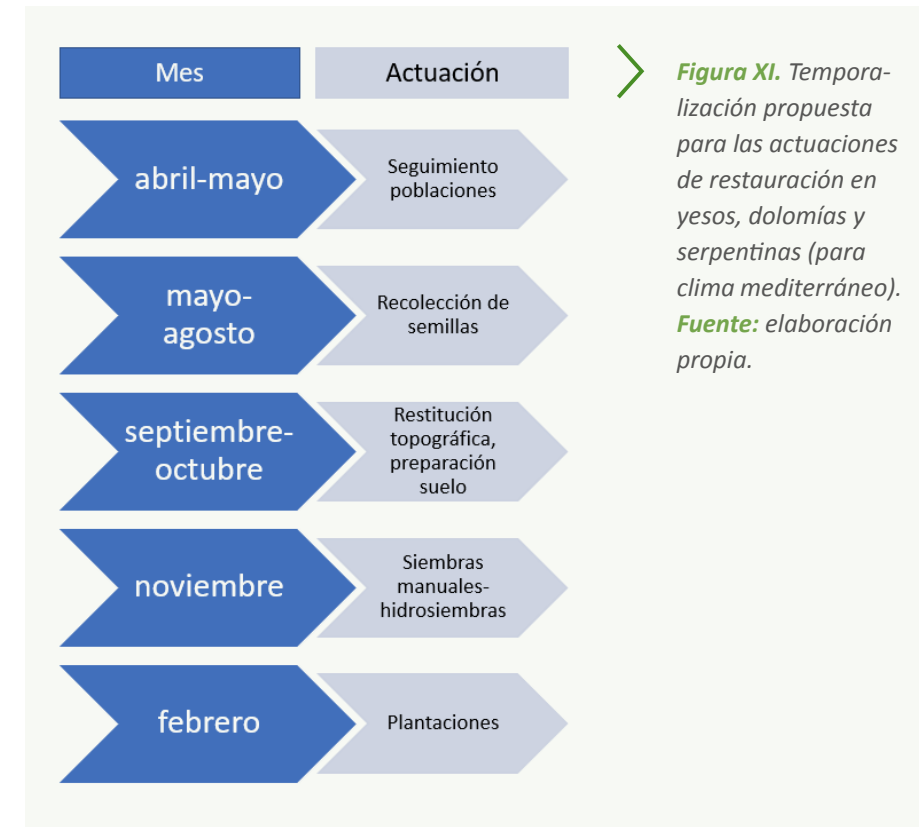 Mes
Actuación
abril-mayo
Seguimiento
poblaciones
mayo-
agosto
Recolección de
semillas
septiembre-
octubre
Restitución
topográfica,
preparación
suelo
noviembre
Siembras
manuales-
hidrosiembras
febrero
Plantaciones
Figura XI. Tempora-
lización propuesta
para las actuaciones
de restauración en
yesos, dolomías y
serpentinas (para
clima mediterráneo).
Fuente: elaboración
propia.